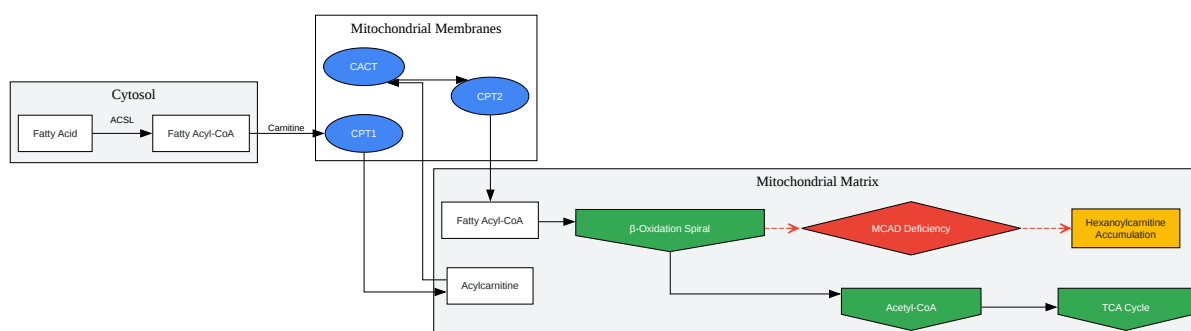 Mitochondrial Membranes
CACT
CPT2
Cytosol
Fatty Acid
ACSL
Fatty Acyl-CoA
Carnitine
CPT1
Mitochondrial Matrix
Fatty Acyl-CoA
β-Oxidation Spiral
MCAD Deficiency
Hexanoylcarnitine
Accumulation
Acylcarnitine
Acetyl-CoA
TCA Cycle